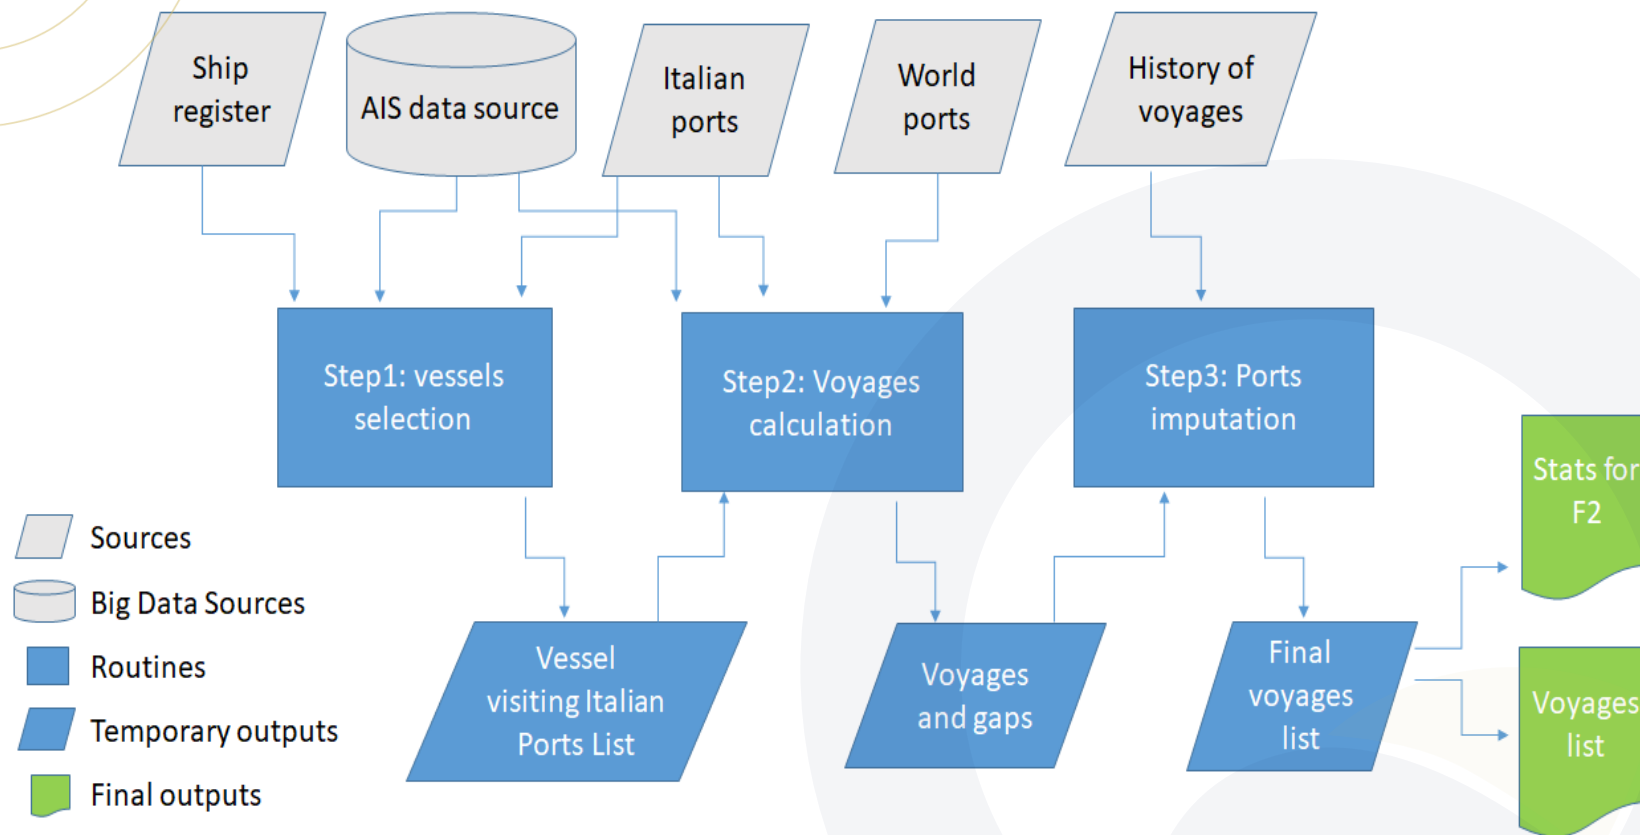 Ship
register
AIS data source
Italian
ports
World
ports
History of
voyages
Step1: vessels
selection
Step2: Voyages
calculation
Step3: Ports
imputation
Stats for
F2
Sources
Big Data Sources
Routines
Temporary outputs
Final outputs
Vessel
visiting Italian
Ports List
Voyages
and gaps
Final
voyages
list
Voyages
list